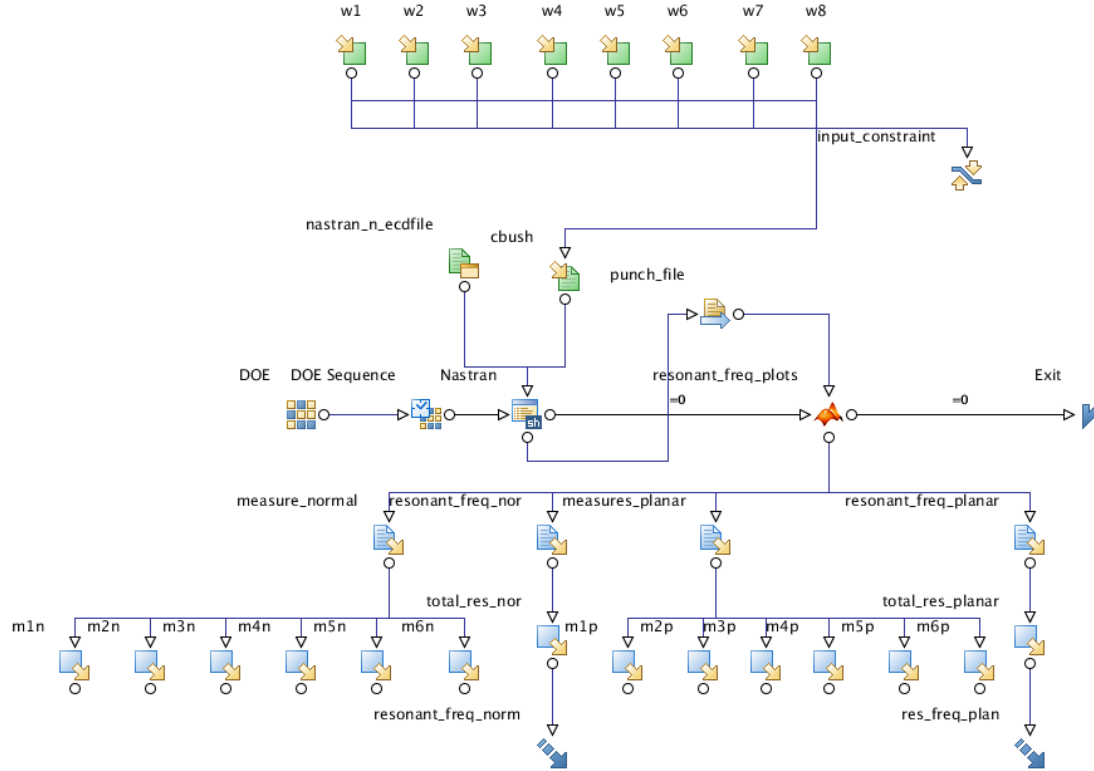 w1 w2 w3 w4 w5 w6 w7 w8
input_constraint
nastran_n_ecdfile
cbush
punch_file
DOE DOE Sequence Nastran resonant_freq_plots Exit
=0 =0
sh
measure_normal resonant_freq_nor measures_planar resonant_freq_planar
total_res_nor total_res_planar
m1n m2n m3n m4n m5n m6n m1p m2p m3p m4p m5p m6p
resonant_freq_norm res_freq_plan